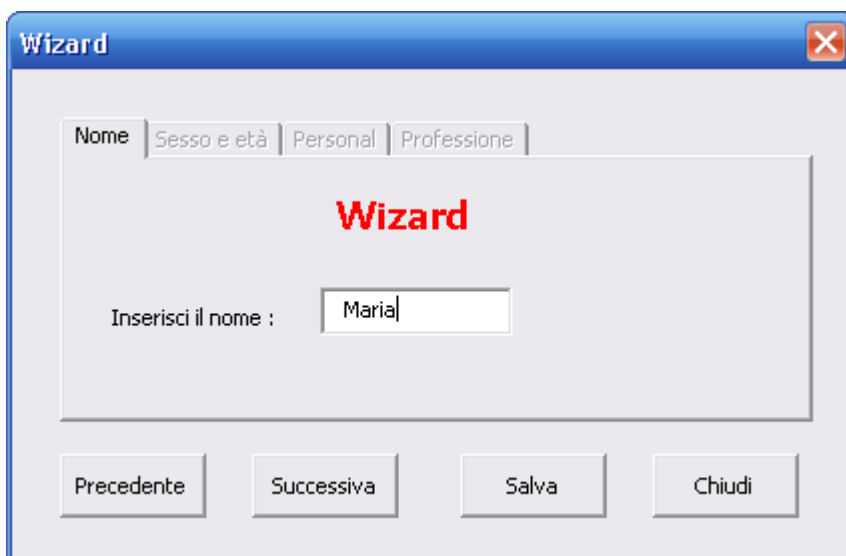 Wizard
Nome Sesso e età Personal Professione
Wizard
Inserisci il nome : Maria
Precedente Successiva Salva Chiudi